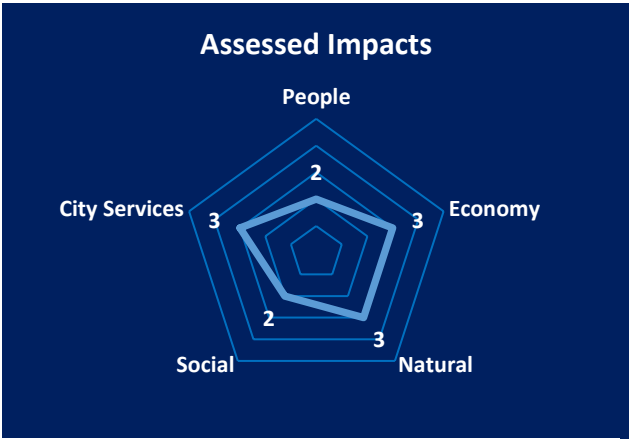 Assessed Impacts
People
2
City Services
3
3
Economy
2
3
Social
Natural